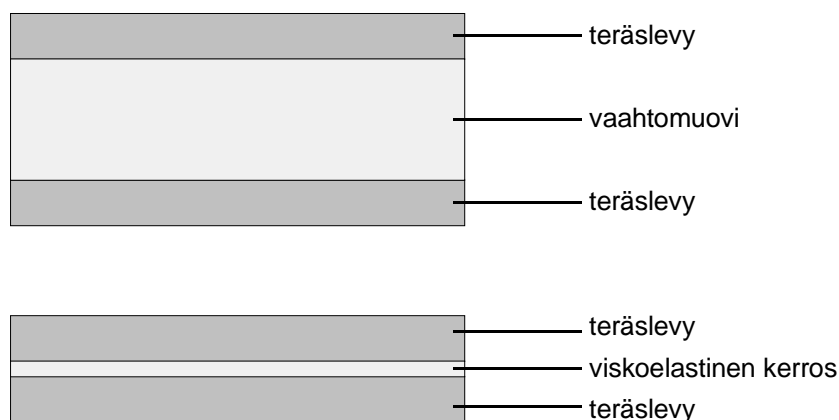 teräslevy
vaahtomuovi
teräslevy
teräslevy
viskoelastinen kerros
teräslevy